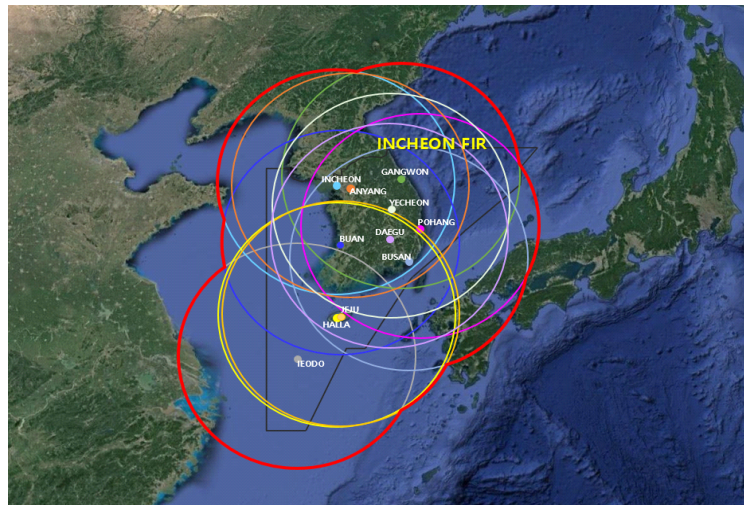 INCHEON FIR
GANGWON
INCHEON
ANYANG
YECHEON
POHANG
DAEGU
BUAN
BUSAN
JEJU
HALLA
IEODO